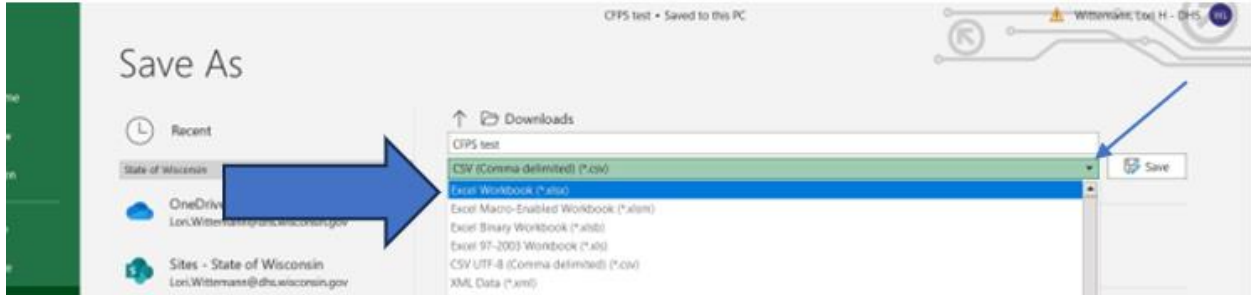 CFPS test • Saved to this PC
Wittemann, Lori H - DHS
WL
Save As
Recent
Downloads
CFPS test
State of Wisconsin
CSV (Comma delimited) (*.csv)
Save
Excel Workbook (*.xlsx)
OneDrive
Excel Macro-Enabled Workbook (*.xlsm)
Lori.Wittemann@dhs.wisconsin.gov
Excel Binary Workbook (*.xlsb)
Excel 97-2003 Workbook (*.xls)
Sites - State of Wisconsin
CSV UTF-8 (Comma delimited) (*.csv)
Lori.Wittemann@dhs.wisconsin.gov
XML Data (*.xml)